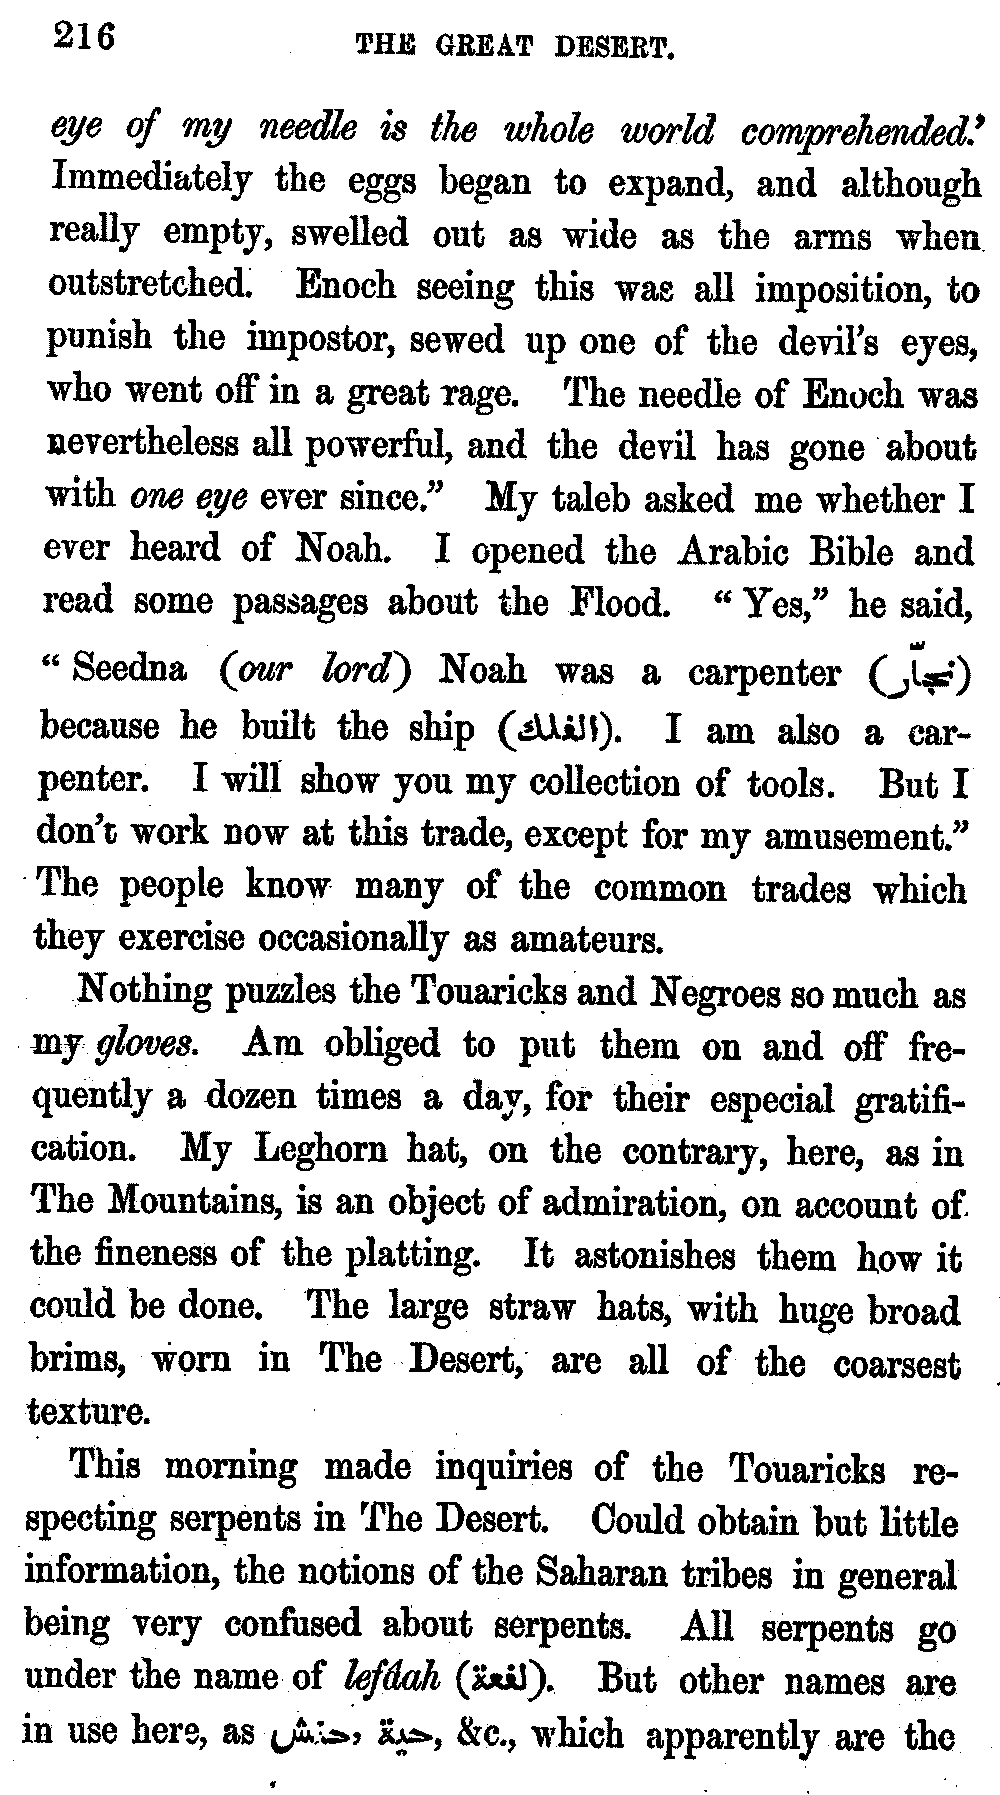 216 THE GREAT DESERT.
eye of my needle is the whole world comprehended.'
Immediately the eggs began to expand, and although
really empty, swelled out as wide as the arms when
outstretched. Enoch seeing this was all imposition, to
punish the impostor, sewed up one of the devil's eyes,
who went off in a great rage. The needle of Enoch was
nevertheless all powerful, and the devil has gone about
with one eye ever since.” My taleb asked me whether I
ever heard of Noah. I opened the Arabic Bible and
read some passages about the Flood. “Yes,” he said,
“Seedna (our lord) Noah was a carpenter (نجّار)
because he built the ship (الفلك). I am also a car-
penter. I will show you my collection of tools. But I
don't work now at this trade, except for my amusement.”
The people know many of the common trades which
they exercise occasionally as amateurs.
Nothing puzzles the Touaricks and Negroes so much as
my gloves. Am obliged to put them on and off fre-
quently a dozen times a day, for their especial gratifi-
cation. My Leghorn hat, on the contrary, here, as in
The Mountains, is an object of admiration, on account of
the fineness of the platting. It astonishes them how it
could be done. The large straw hats, with huge broad
brims, worn in The Desert, are all of the coarsest
texture.
This morning made inquiries of the Touaricks re-
specting serpents in The Desert. Could obtain but little
information, the notions of the Saharan tribes in general
being very confused about serpents. All serpents go
under the name of lefâah (لفعة). But other names are
in use here, as حية ,حنش, &c., which apparently are the